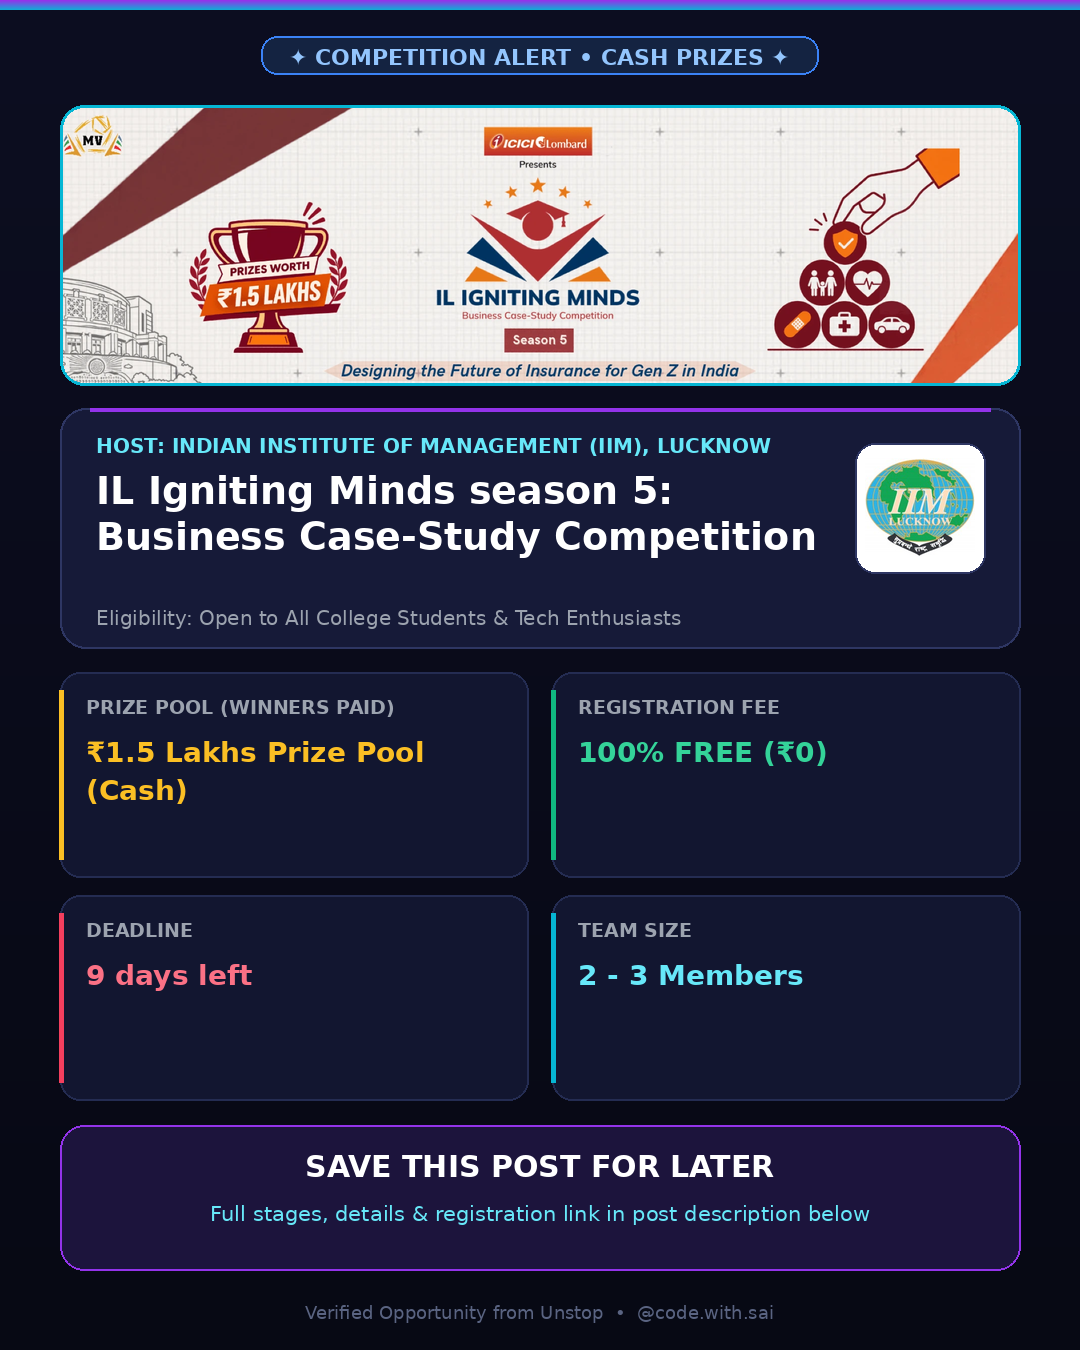 ✦ COMPETITION ALERT • CASH PRIZES ✦
MV
ICICI Lombard
Presents
PRIZES WORTH
₹1.5 LAKHS
IL IGNITING MINDS
Business Case-Study Competition
Season 5
Designing the Future of Insurance for Gen Z in India
HOST: INDIAN INSTITUTE OF MANAGEMENT (IIM), LUCKNOW
IL Igniting Minds season 5:
Business Case-Study Competition
IIM
LUCKNOW
Eligibility: Open to All College Students & Tech Enthusiasts
PRIZE POOL (WINNERS PAID)
₹1.5 Lakhs Prize Pool
(Cash)
REGISTRATION FEE
100% FREE (₹0)
DEADLINE
9 days left
TEAM SIZE
2 - 3 Members
SAVE THIS POST FOR LATER
Full stages, details & registration link in post description below
Verified Opportunity from Unstop • @code.with.sai